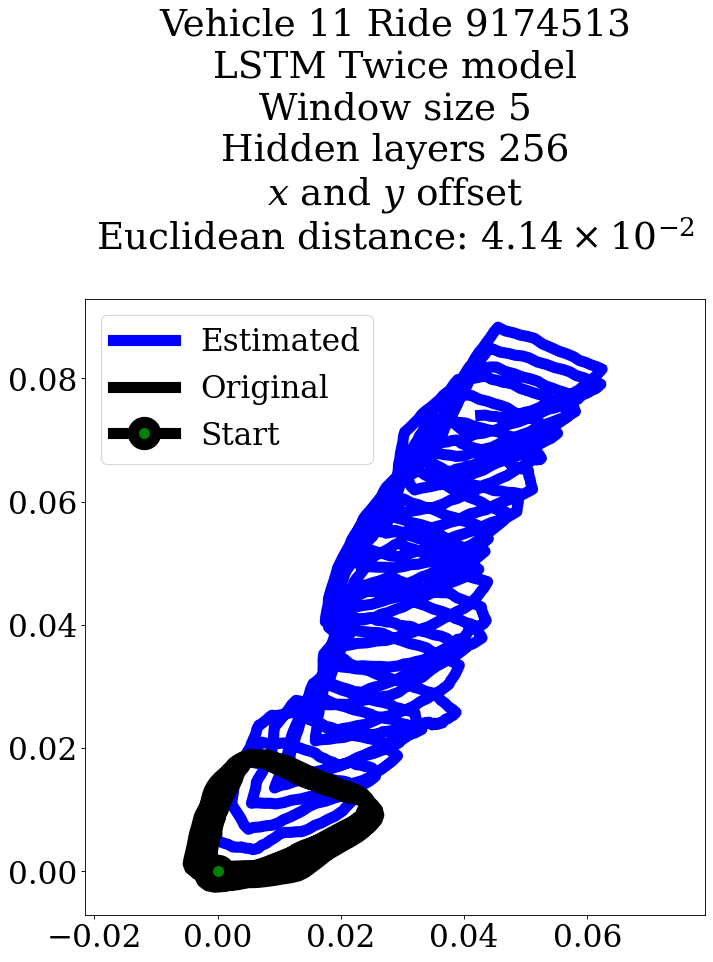 Vehicle 11 Ride 9174513
LSTM Twice model
Window size 5
Hidden layers 256
x and y offset
Euclidean distance: 4.14 × 10⁻²
Estimated
Original
Start
0.08
0.06
0.04
0.02
0.00
−0.02 0.00 0.02 0.04 0.06